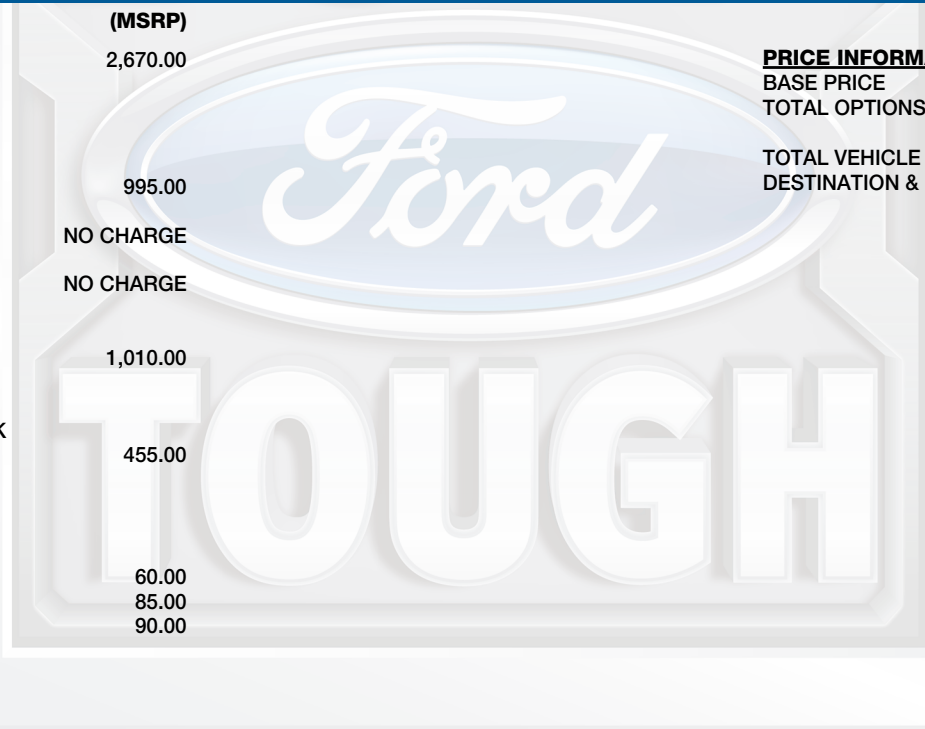 (MSRP)
2,670.00
995.00
NO CHARGE
NO CHARGE
1,010.00
K
455.00
60.00
85.00
90.00
PRICE INFORM
BASE PRICE
TOTAL OPTIONS
TOTAL VEHICLE
DESTINATION &
Ford
TOUGH